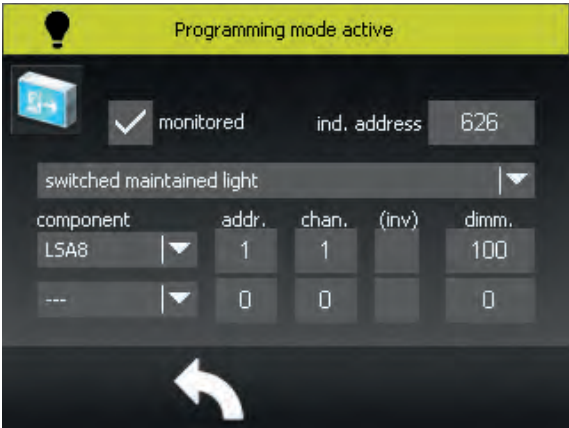 Programming mode active
monitored ind. address 626
switched maintained light
component addr. chan. (inv) dimm.
LSA8 1 1 100
--- 0 0 0